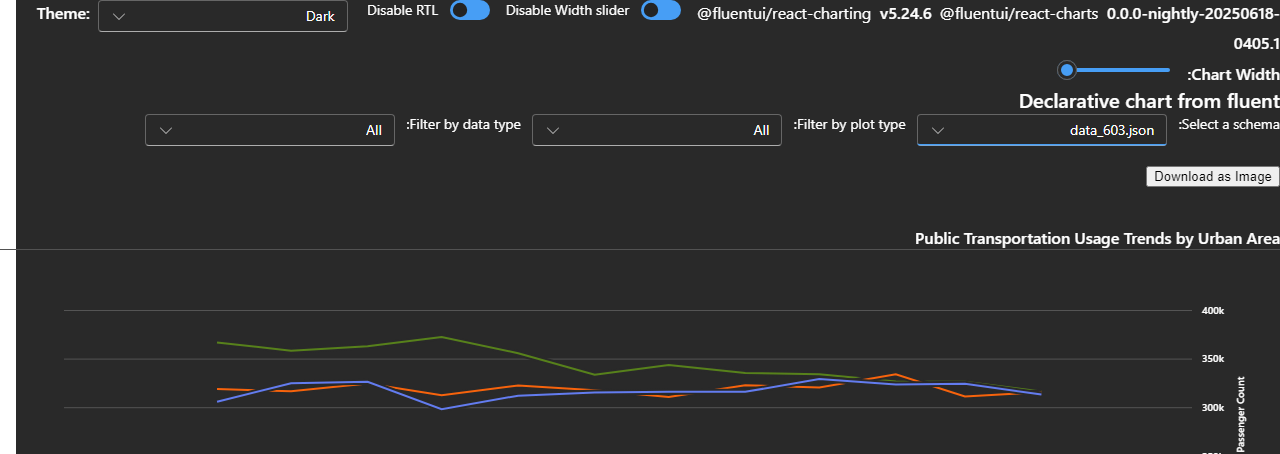 Theme:
Dark
Disable RTL
Disable Width slider
@fluentui/react-charting v5.24.6 @fluentui/react-charts 0.0.0-nightly-20250618-
0405.1
:Chart Width
Declarative chart from fluent
:Select a schema
data_603.json
:Filter by plot type
All
:Filter by data type
All
Download as Image
Public Transportation Usage Trends by Urban Area
400k
350k
300k
Passenger Count